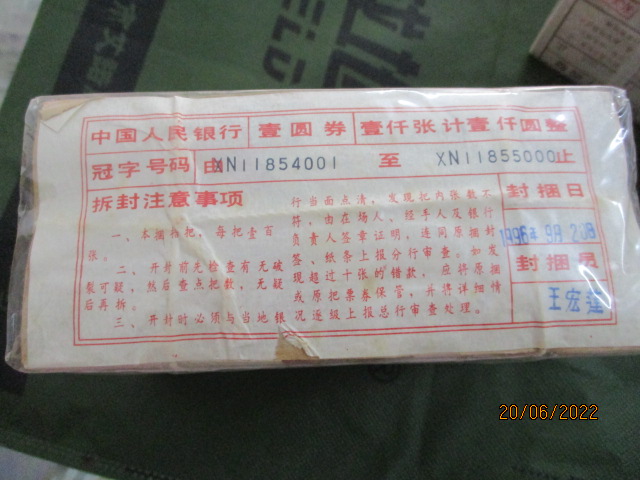 中国人民银行 壹圆券 壹仟张计壹仟圆整
冠字号码 由XN11854001 至 XN11855000止
拆封注意事项
一、本捆拾把，每把壹百
张。
二、开封前先检查有无破
裂可疑，然后查点把数，无疑
后再拆。
三、开封时必须与当地银
行当面点清，发现把内张数不
符，由在场人、经手人及银行
负责人签章证明，连同原捆封
签、纸条上报分行审查。如发
现超过十张的错款，应将原捆
或原把票券保管，并将详细情
况逐级上报总行审查处理。
封捆日
1996年9月20日
封捆员
王宏莲
20/06/2022